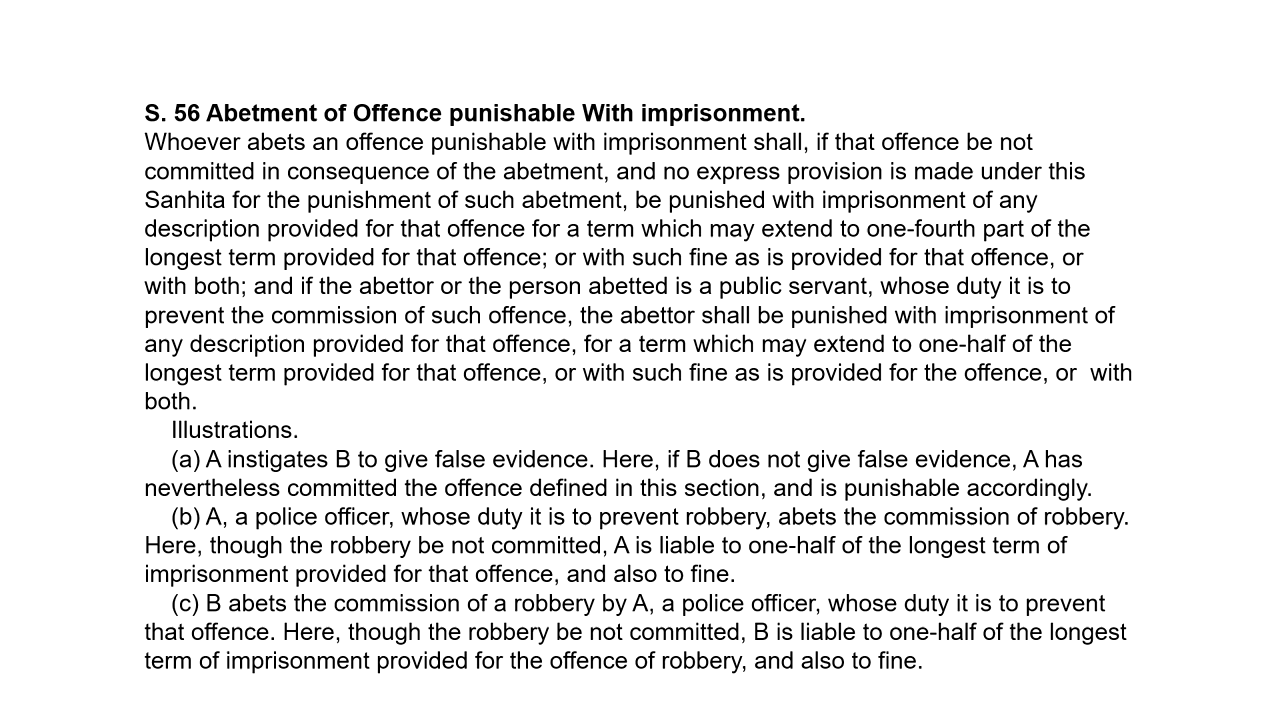 S. 56 Abetment of Offence punishable With imprisonment.
Whoever abets an offence punishable with imprisonment shall, if that offence be not
committed in consequence of the abetment, and no express provision is made under this
Sanhita for the punishment of such abetment, be punished with imprisonment of any
description provided for that offence for a term which may extend to one-fourth part of the
longest term provided for that offence; or with such fine as is provided for that offence, or
with both; and if the abettor or the person abetted is a public servant, whose duty it is to
prevent the commission of such offence, the abettor shall be punished with imprisonment of
any description provided for that offence, for a term which may extend to one-half of the
longest term provided for that offence, or with such fine as is provided for the offence, or  with
both.
Illustrations.
(a) A instigates B to give false evidence. Here, if B does not give false evidence, A has
nevertheless committed the offence defined in this section, and is punishable accordingly.
(b) A, a police officer, whose duty it is to prevent robbery, abets the commission of robbery.
Here, though the robbery be not committed, A is liable to one-half of the longest term of
imprisonment provided for that offence, and also to fine.
(c) B abets the commission of a robbery by A, a police officer, whose duty it is to prevent
that offence. Here, though the robbery be not committed, B is liable to one-half of the longest
term of imprisonment provided for the offence of robbery, and also to fine.